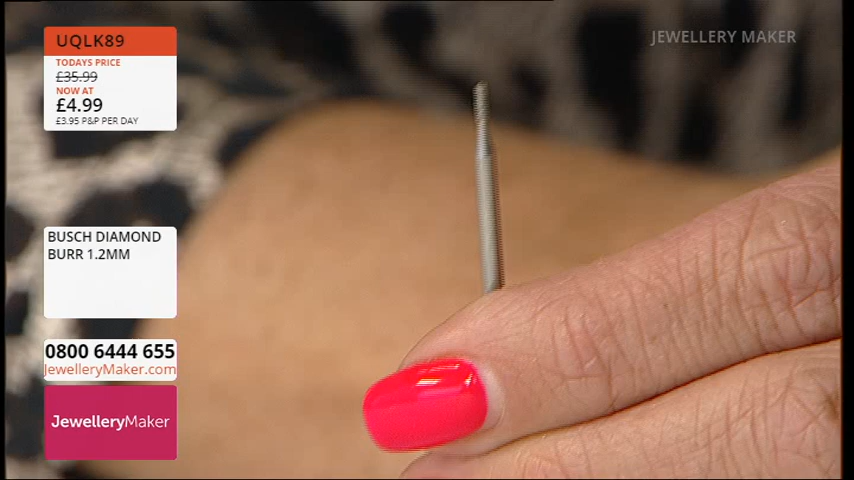 UQLK89
TODAYS PRICE
£35.99
NOW AT
£4.99
£3.95 P&P PER DAY
BUSCH DIAMOND
BURR 1.2MM
0800 6444 655
JewelleryMaker.com
JewelleryMaker
JEWELLERY MAKER